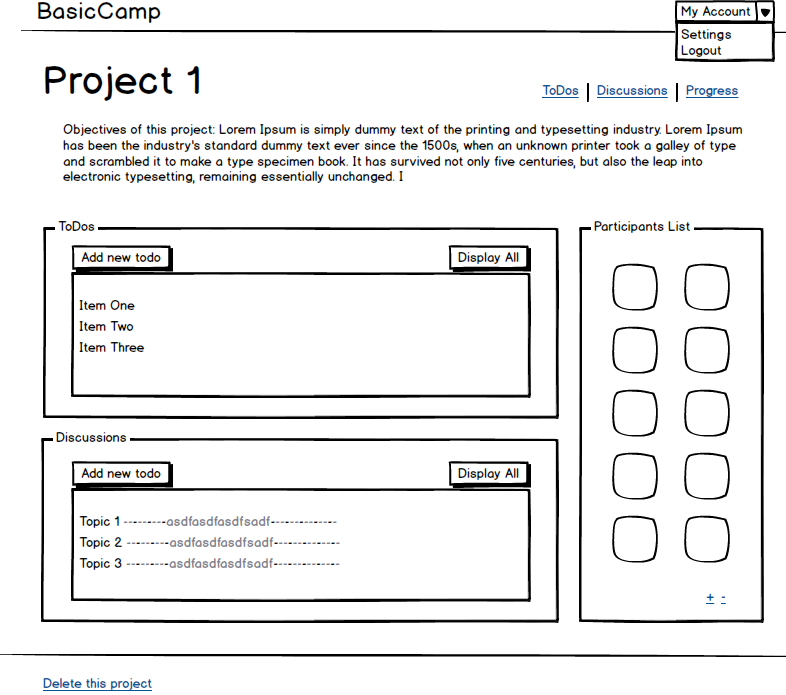 BasicCamp
My Account
Settings
Logout
Project 1
ToDos | Discussions | Progress
Objectives of this project: Lorem Ipsum is simply dummy text of the printing and typesetting industry. Lorem Ipsum
has been the industry's standard dummy text ever since the 1500s, when an unknown printer took a galley of type
and scrambled it to make a type specimen book. It has survived not only five centuries, but also the leap into
electronic typesetting, remaining essentially unchanged. I
ToDos
Add new todo
Display All
Item One
Item Two
Item Three
Discussions
Add new todo
Display All
Topic 1 ---------asdfasdfasdfsadf--------------
Topic 2 ---------asdfasdfasdfsadf--------------
Topic 3 ---------asdfasdfasdfsadf--------------
Participants List
+ -
Delete this project